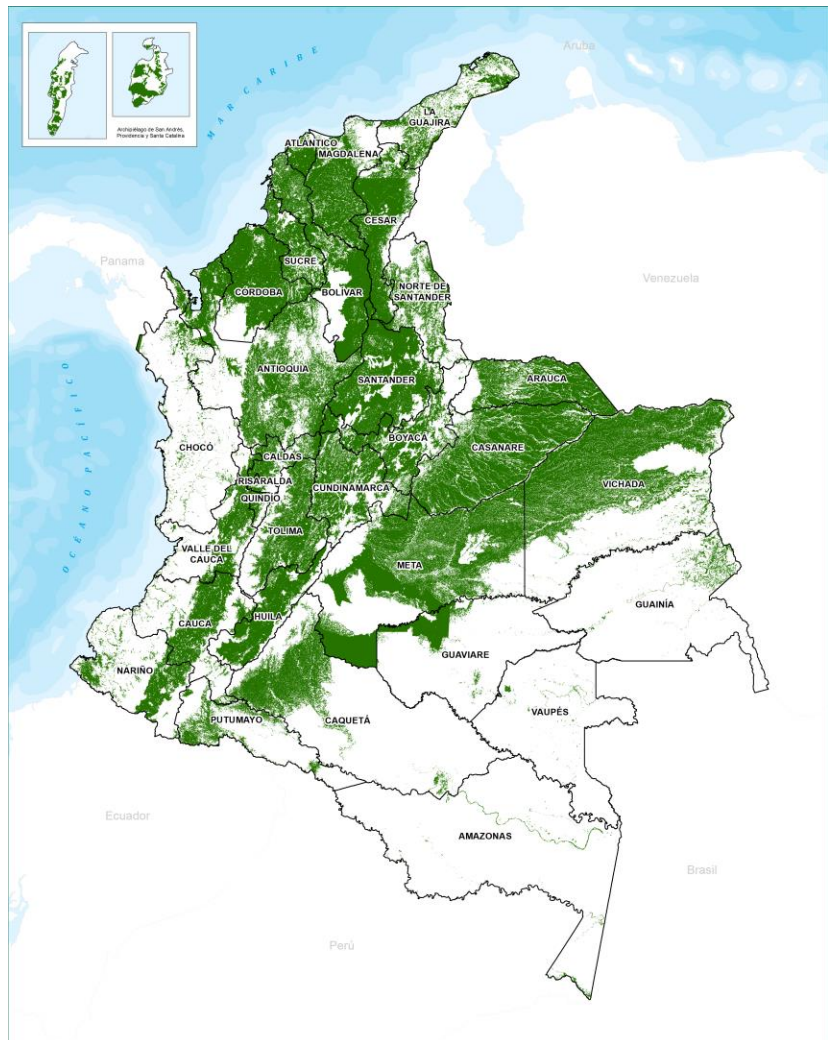 Archipiélago de San Andrés,
Providencia y Santa Catalina
MAR CARIBE
Aruba
LA
GUAJIRA
ATLÁNTICO
MAGDALENA
CESAR
Panama
SUCRE
Venezuela
NORTE DE
SANTANDER
CÓRDOBA
BOLÍVAR
ANTIOQUIA
SANTANDER
ARAUCA
OCÉANO PACÍFICO
CHOCÓ
BOYACÁ
CASANARE
CALDAS
RISARALDA
CUNDINAMARCA
VICHADA
QUINDÍO
TOLIMA
VALLE DEL
CAUCA
META
GUAINÍA
HUILA
CAUCA
GUAVIARE
NARIÑO
VAUPÉS
PUTUMAYO
CAQUETÁ
Ecuador
AMAZONAS
Brasil
Perú